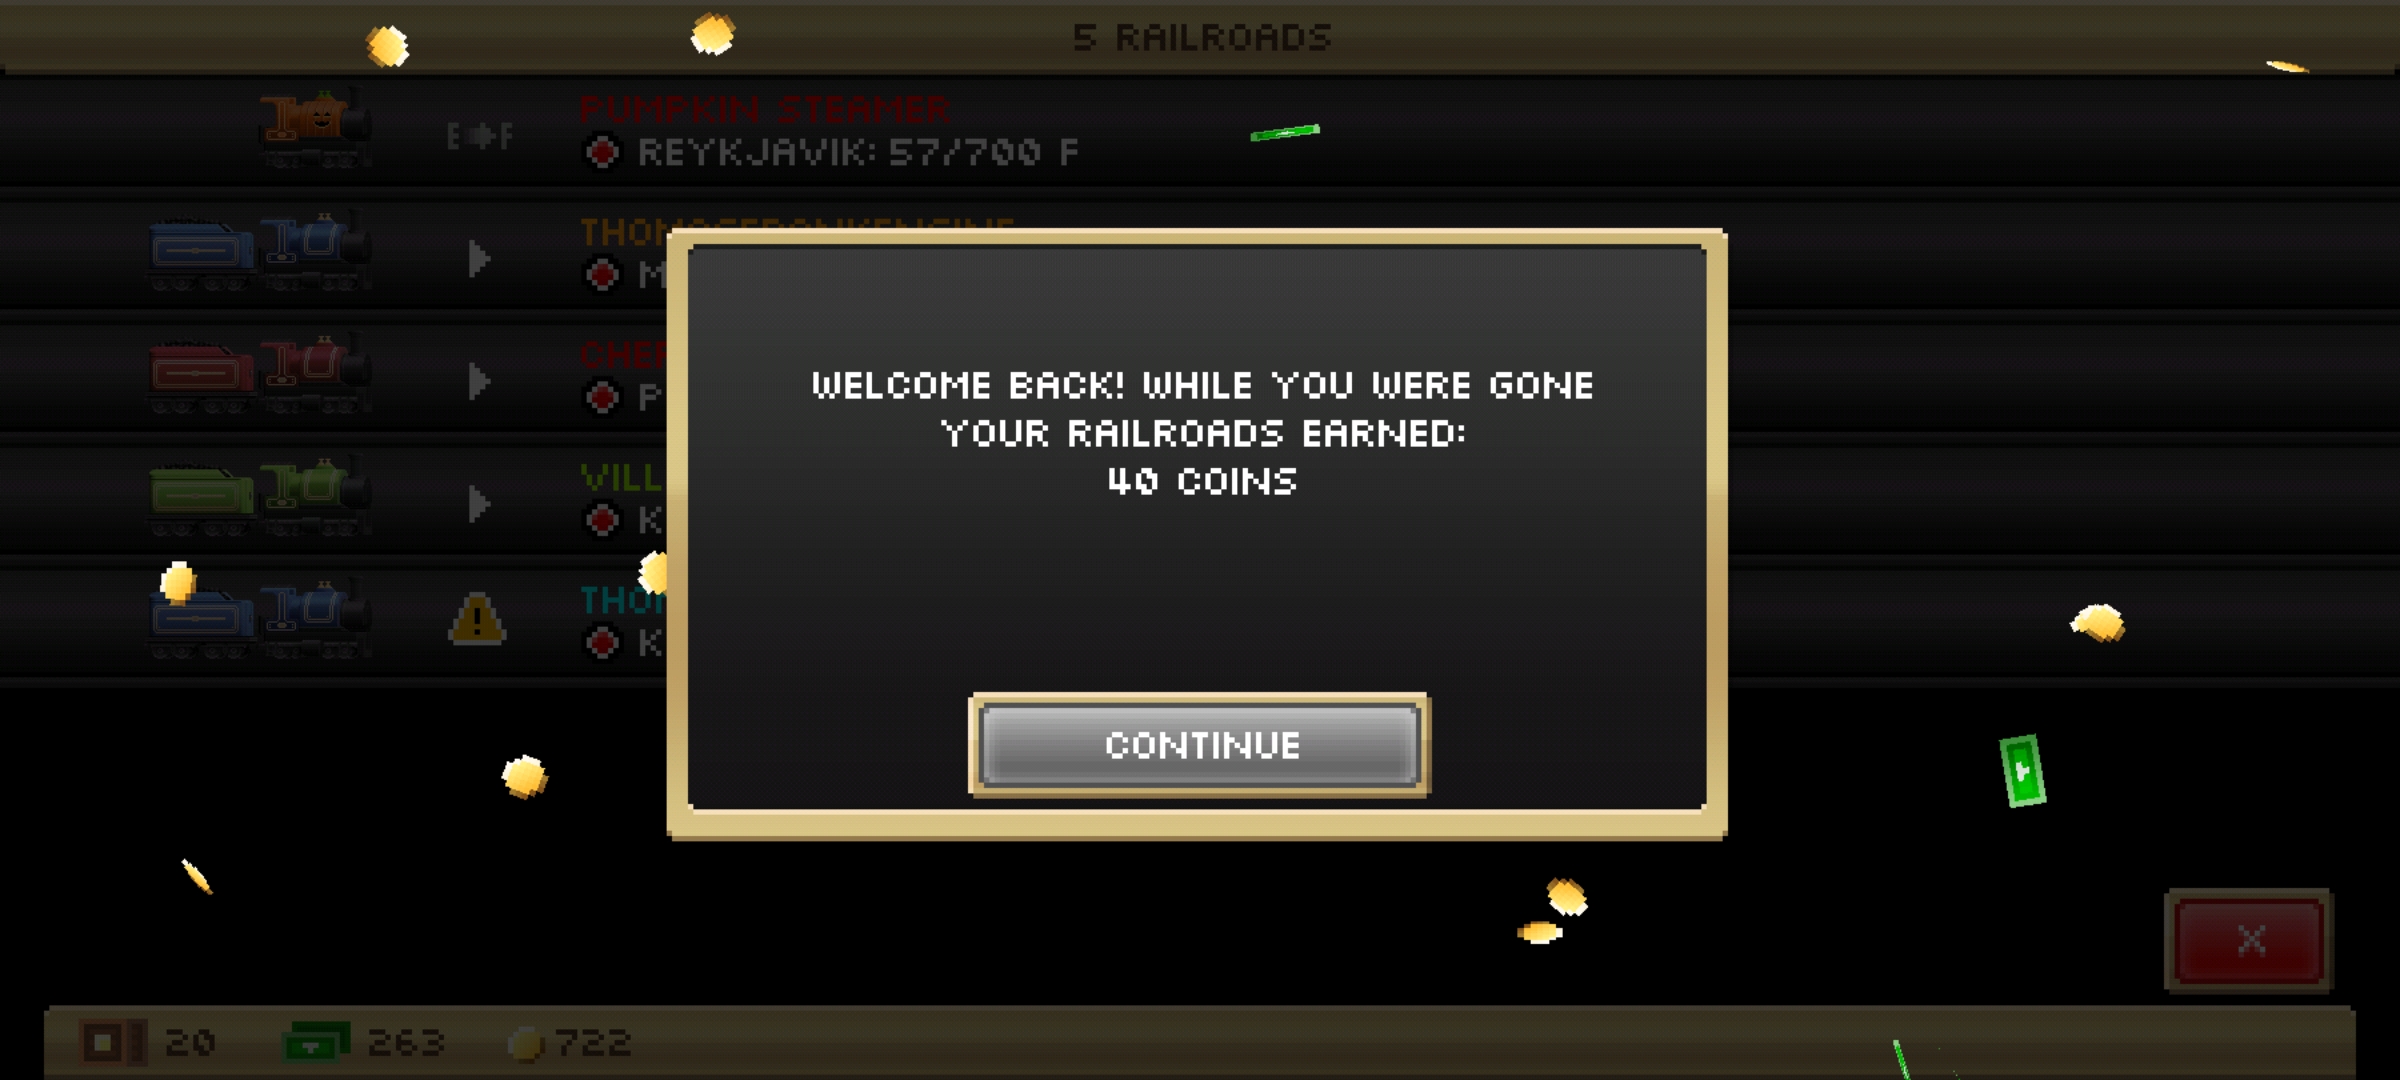 5 RAILROADS
PUMPKIN STEAMER
E F
REYKJAVIK: 57/700 F
WELCOME BACK! WHILE YOU WERE GONE
YOUR RAILROADS EARNED:
40 COINS
CONTINUE
X
20 263 722